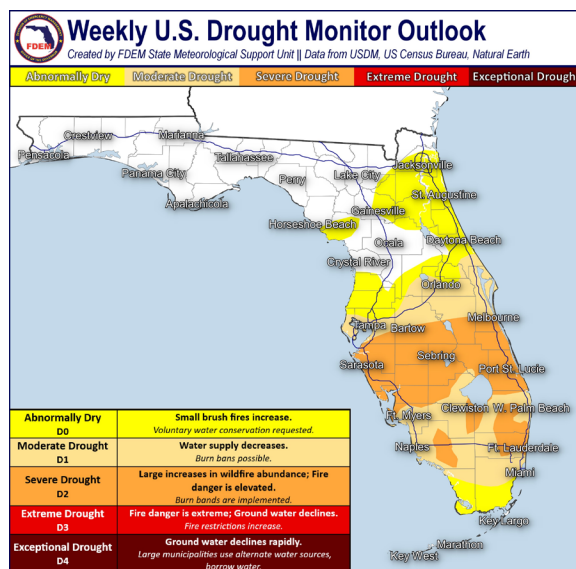 FDEM
Weekly U.S. Drought Monitor Outlook
Created by FDEM State Meteorological Support Unit || Data from USDM, US Census Bureau, Natural Earth
Abnormally Dry Moderate Drought Severe Drought Extreme Drought Exceptional Drough
Crestview
Marianna
Jacksonville
Pensacola
Tallahassee
Panama City
Perry
Lake City
St. Augustine
Apalachicola
Gainesville
Horseshoe Beach
Ocala
Daytona Beach
Crystal River
Orlando
Melbourne
Tampa
Bartow
Sarasota
Sebring
Port St. Lucie
Ft. Myers
Clewiston
W. Palm Beach
Naples
Ft. Lauderdale
Miami
Key Largo
Marathon
Key West
Abnormally Dry
D0
Small brush fires increase.
Voluntary water conservation requested.
Moderate Drought
D1
Water supply decreases.
Burn bans possible.
Severe Drought
D2
Large increases in wildfire abundance; Fire
danger is elevated.
Burn bands are implemented.
Extreme Drought
D3
Fire danger is extreme; Ground water declines.
Fire restrictions increase.
Exceptional Drought
D4
Ground water declines rapidly.
Large municipalities use alternate water sources,
borrow water.